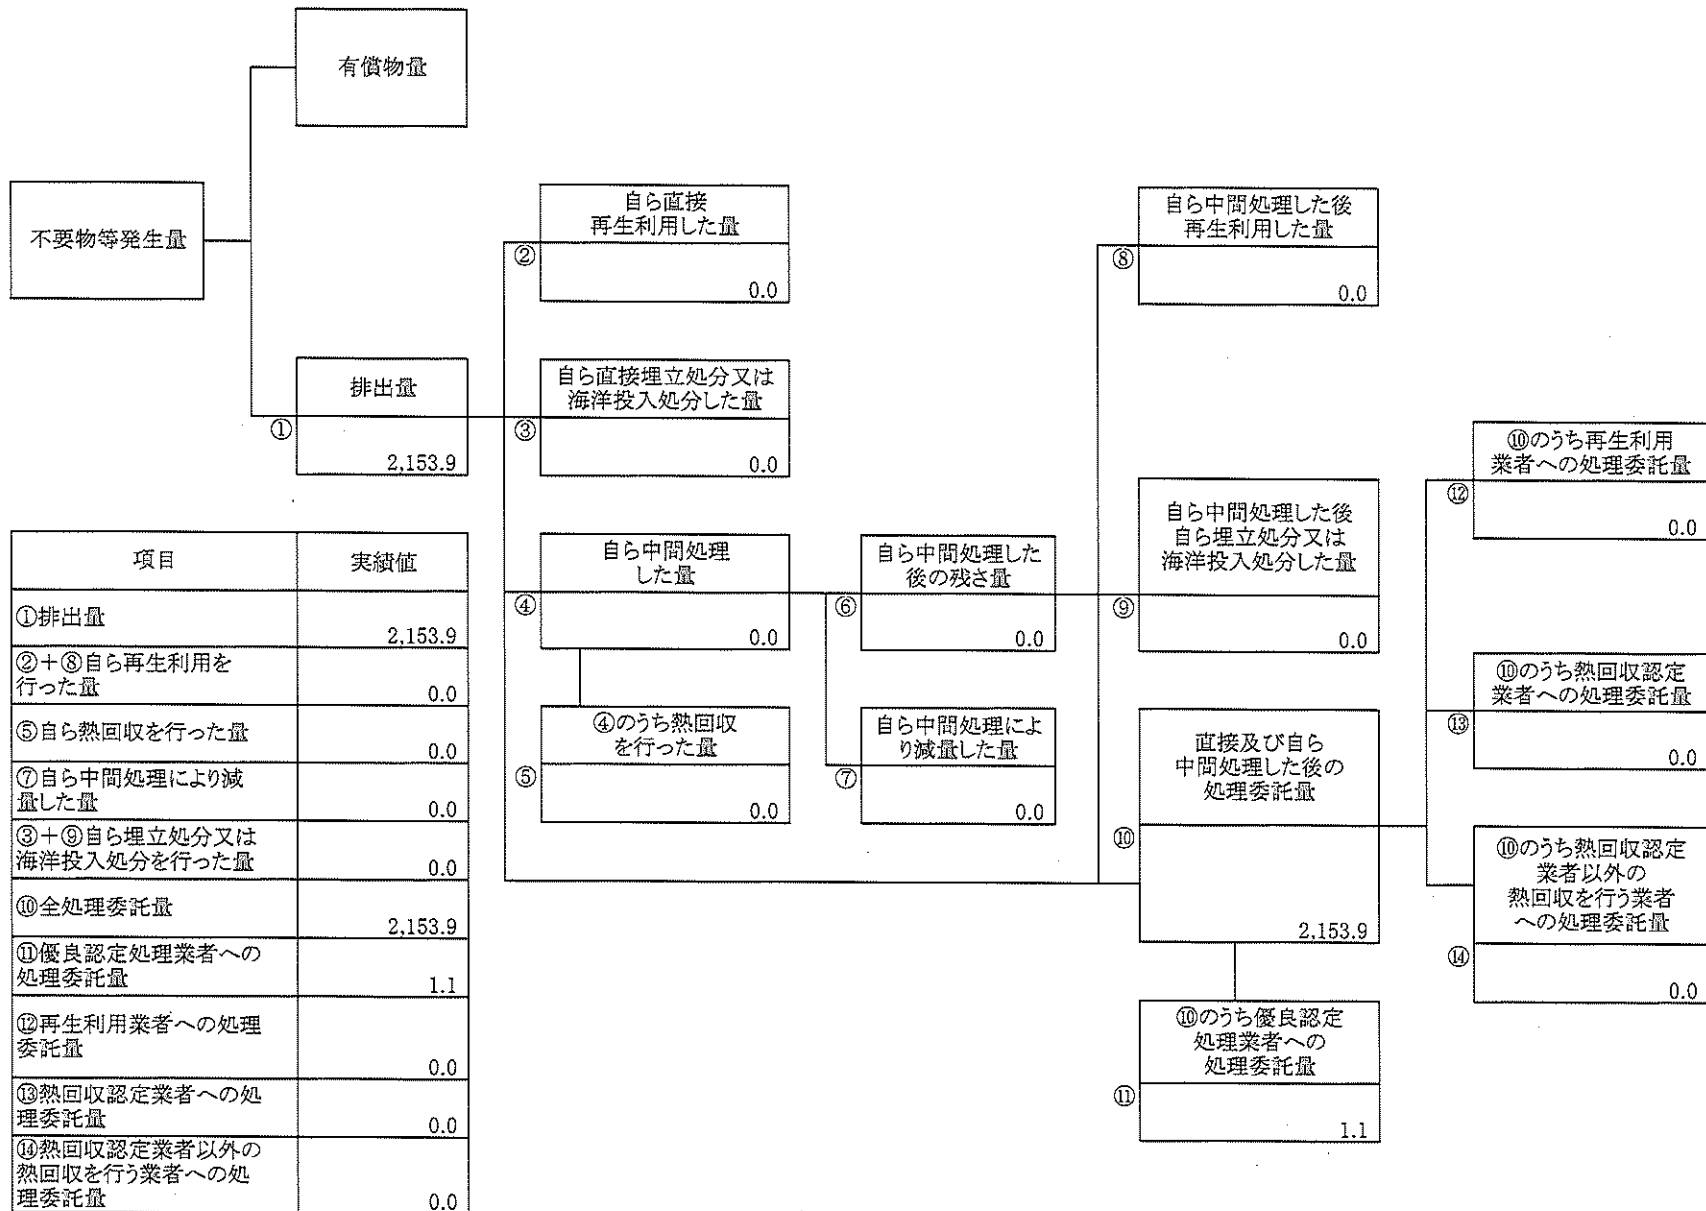 有償物量
不要物等発生量
排出量
①
2,153.9
自ら直接
再生利用した量
②
0.0
自ら直接埋立処分又は
海洋投入処分した量
③
0.0
自ら中間処理
した量
④
0.0
④のうち熱回収
を行った量
⑤
0.0
自ら中間処理した
後の残さ量
⑥
0.0
自ら中間処理によ
り減量した量
⑦
0.0
自ら中間処理した後
再生利用した量
⑧
0.0
自ら中間処理した後
自ら埋立処分又は
海洋投入処分した量
⑨
0.0
直接及び自ら
中間処理した後の
処理委託量
⑩
2,153.9
⑩のうち優良認定
処理業者への
処理委託量
⑪
1.1
⑩のうち再生利用
業者への処理委託量
⑫
0.0
⑩のうち熱回収認定
業者への処理委託量
⑬
0.0
⑩のうち熱回収認定
業者以外の
熱回収を行う業者
への処理委託量
⑭
0.0
項目 実績値
①排出量
2,153.9
②+⑧自ら再生利用を
行った量
0.0
⑤自ら熱回収を行った量
0.0
⑦自ら中間処理により減
量した量
0.0
③+⑨自ら埋立処分又は
海洋投入処分を行った量
0.0
⑩全処理委託量
2,153.9
⑪優良認定処理業者への
処理委託量
1.1
⑫再生利用業者への処理
委託量
0.0
⑬熱回収認定業者への処
理委託量
0.0
⑭熱回収認定業者以外の
熱回収を行う業者への処
理委託量
0.0